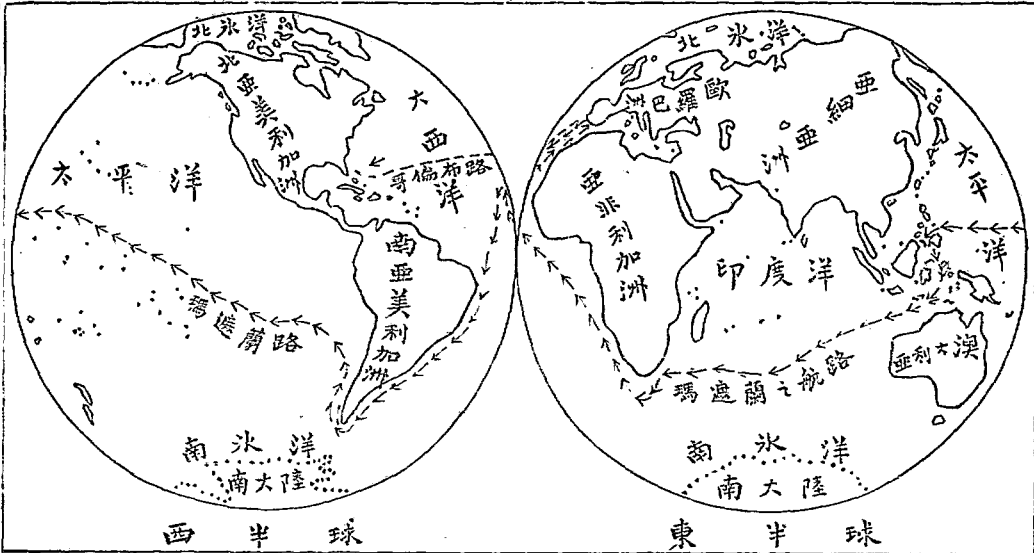 北氷洋
北亜美利加洲
大西洋
太平洋
哥倫布路
南亜美利加洲
瑪遮蘭路
南氷洋
南大陸
西半球
北氷洋
歐羅巴洲
亜細亜洲
亜非利加洲
太平洋
印度洋
澳大利亜
瑪遮蘭之航路
南氷洋
南大陸
東半球